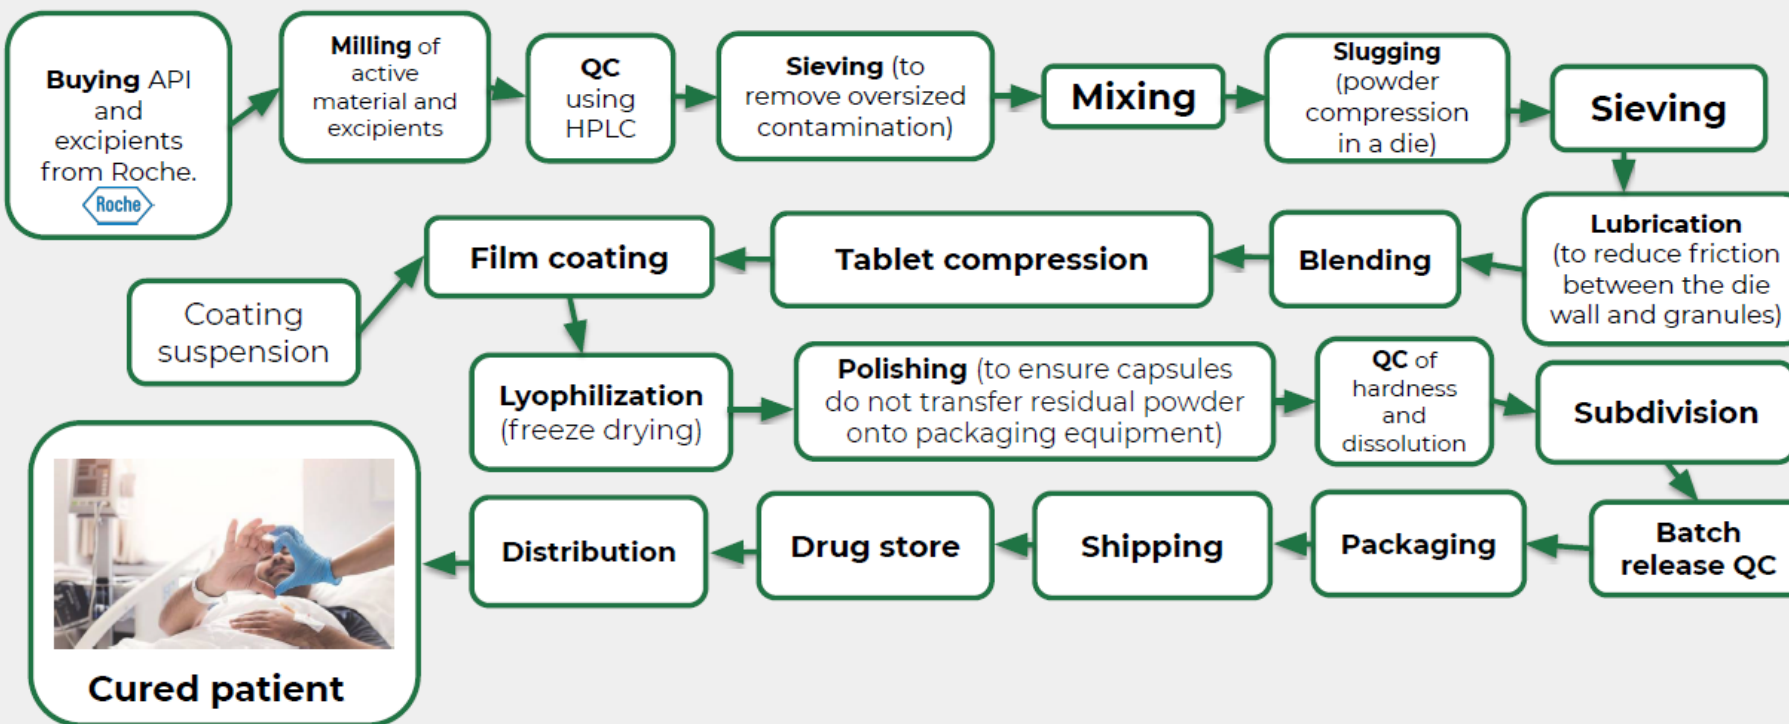 Buying API
and
excipients
from Roche.
Roche
Milling of
active
material and
excipients
QC
using
HPLC
Sieving (to
remove oversized
contamination)
Mixing
Slugging
(powder
compression
in a die)
Sieving
Lubrication
(to reduce friction
between the die
wall and granules)
Blending
Tablet compression
Film coating
Coating
suspension
Lyophilization
(freeze drying)
Polishing (to ensure capsules
do not transfer residual powder
onto packaging equipment)
QC of
hardness
and
dissolution
Subdivision
Batch
release QC
Packaging
Shipping
Drug store
Distribution
Cured patient